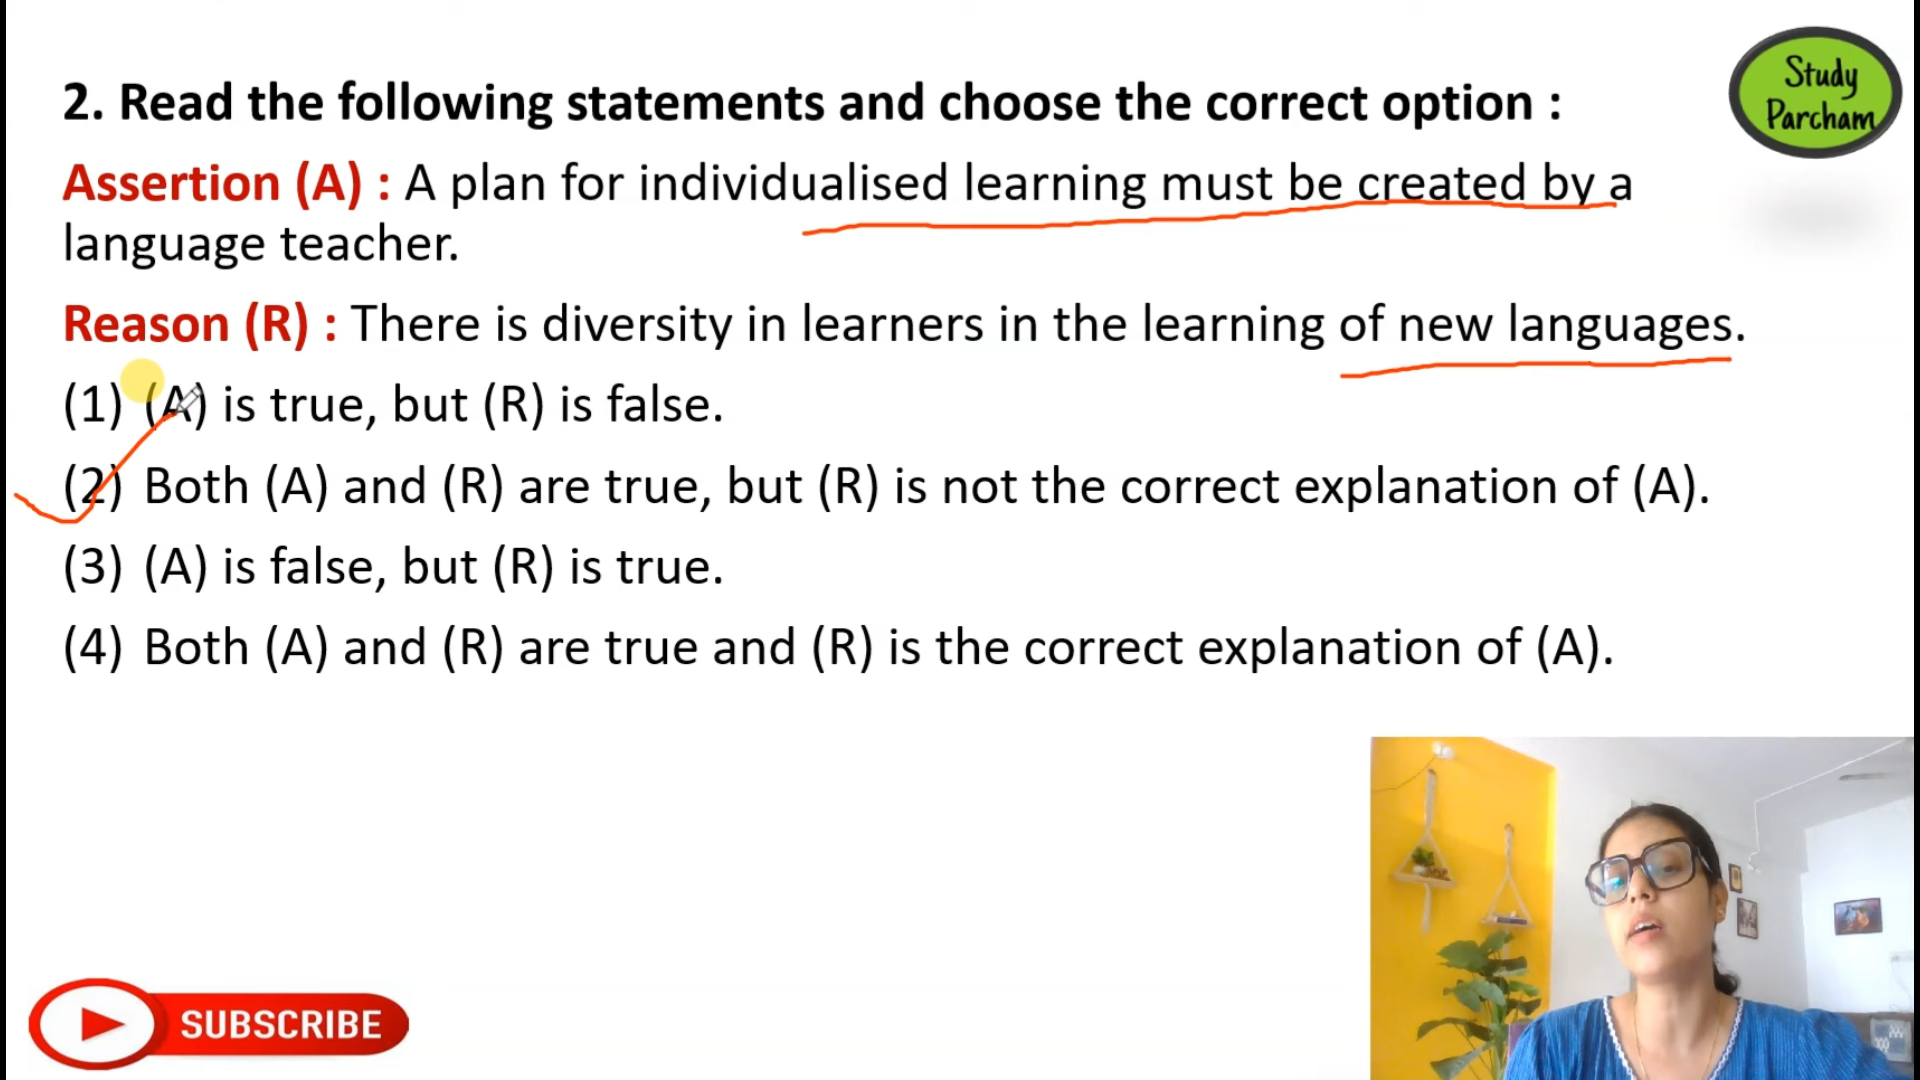 Study
Parcham
2. Read the following statements and choose the correct option :
Assertion (A) : A plan for individualised learning must be created by a
language teacher.
Reason (R) : There is diversity in learners in the learning of new languages.
(1) (A) is true, but (R) is false.
(2) Both (A) and (R) are true, but (R) is not the correct explanation of (A).
(3) (A) is false, but (R) is true.
(4) Both (A) and (R) are true and (R) is the correct explanation of (A).
SUBSCRIBE